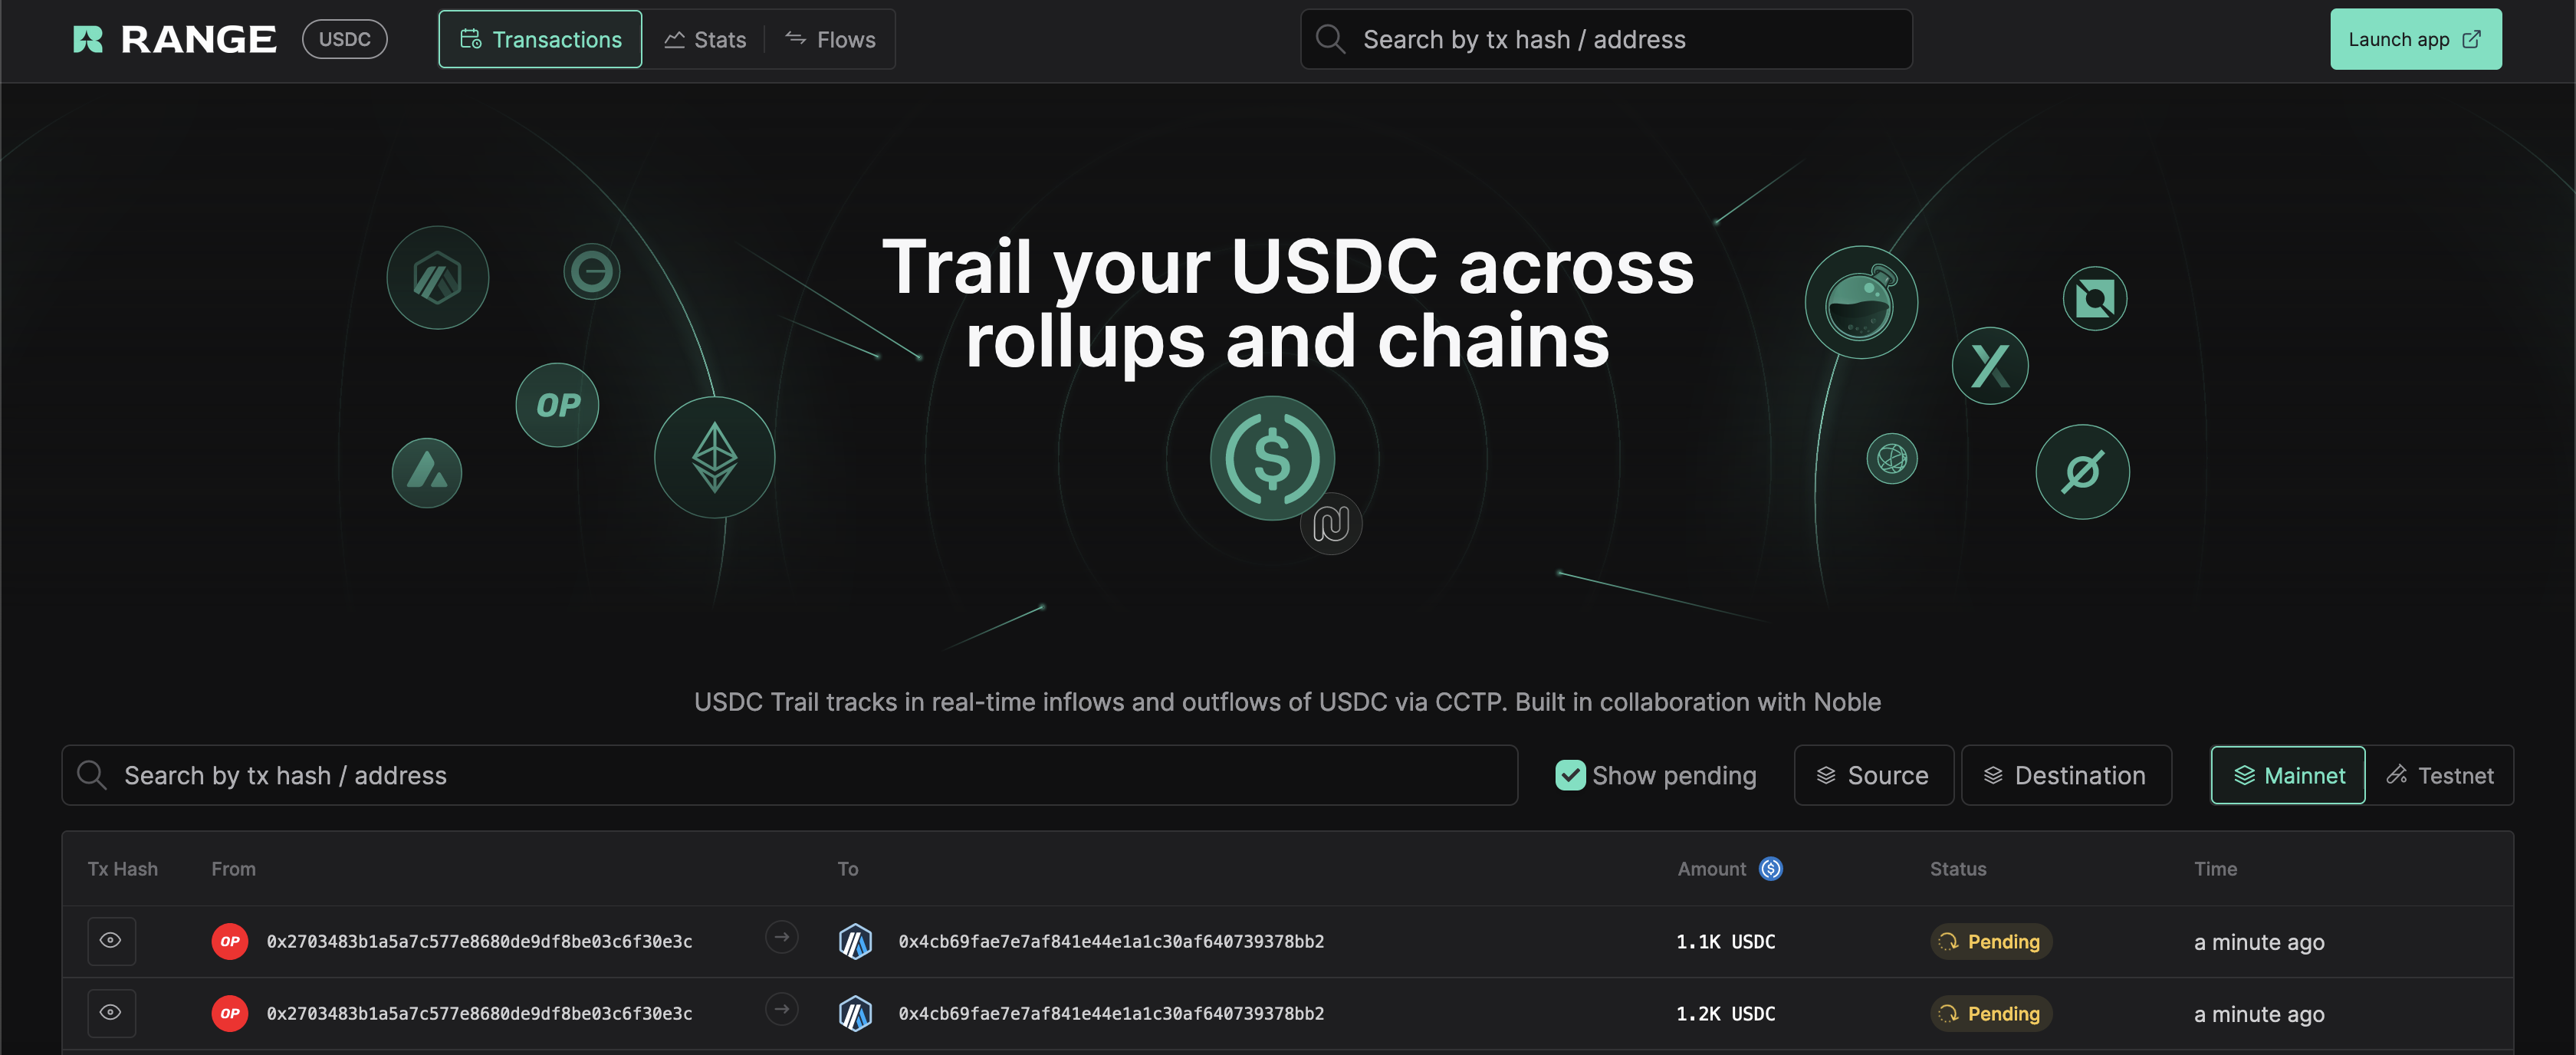 RANGE USDC Transactions Stats Flows Search by tx hash / address Launch app
Trail your USDC across
rollups and chains
OP
USDC Trail tracks in real-time inflows and outflows of USDC via CCTP. Built in collaboration with Noble
Search by tx hash / address Show pending Source Destination Mainnet Testnet
Tx Hash From To Amount Status Time
OP 0x2703483b1a5a7c577e8680de9df8be03c6f30e3c 0x4cb69fae7e7af841e44e1a1c30af640739378bb2 1.1K USDC Pending a minute ago
OP 0x2703483b1a5a7c577e8680de9df8be03c6f30e3c 0x4cb69fae7e7af841e44e1a1c30af640739378bb2 1.2K USDC Pending a minute ago